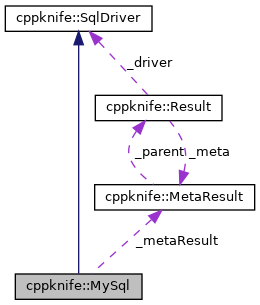 cppknife::SqlDriver
_driver
cppknife::Result
_parent
_meta
cppknife::MetaResult
_metaResult
cppknife::MySql